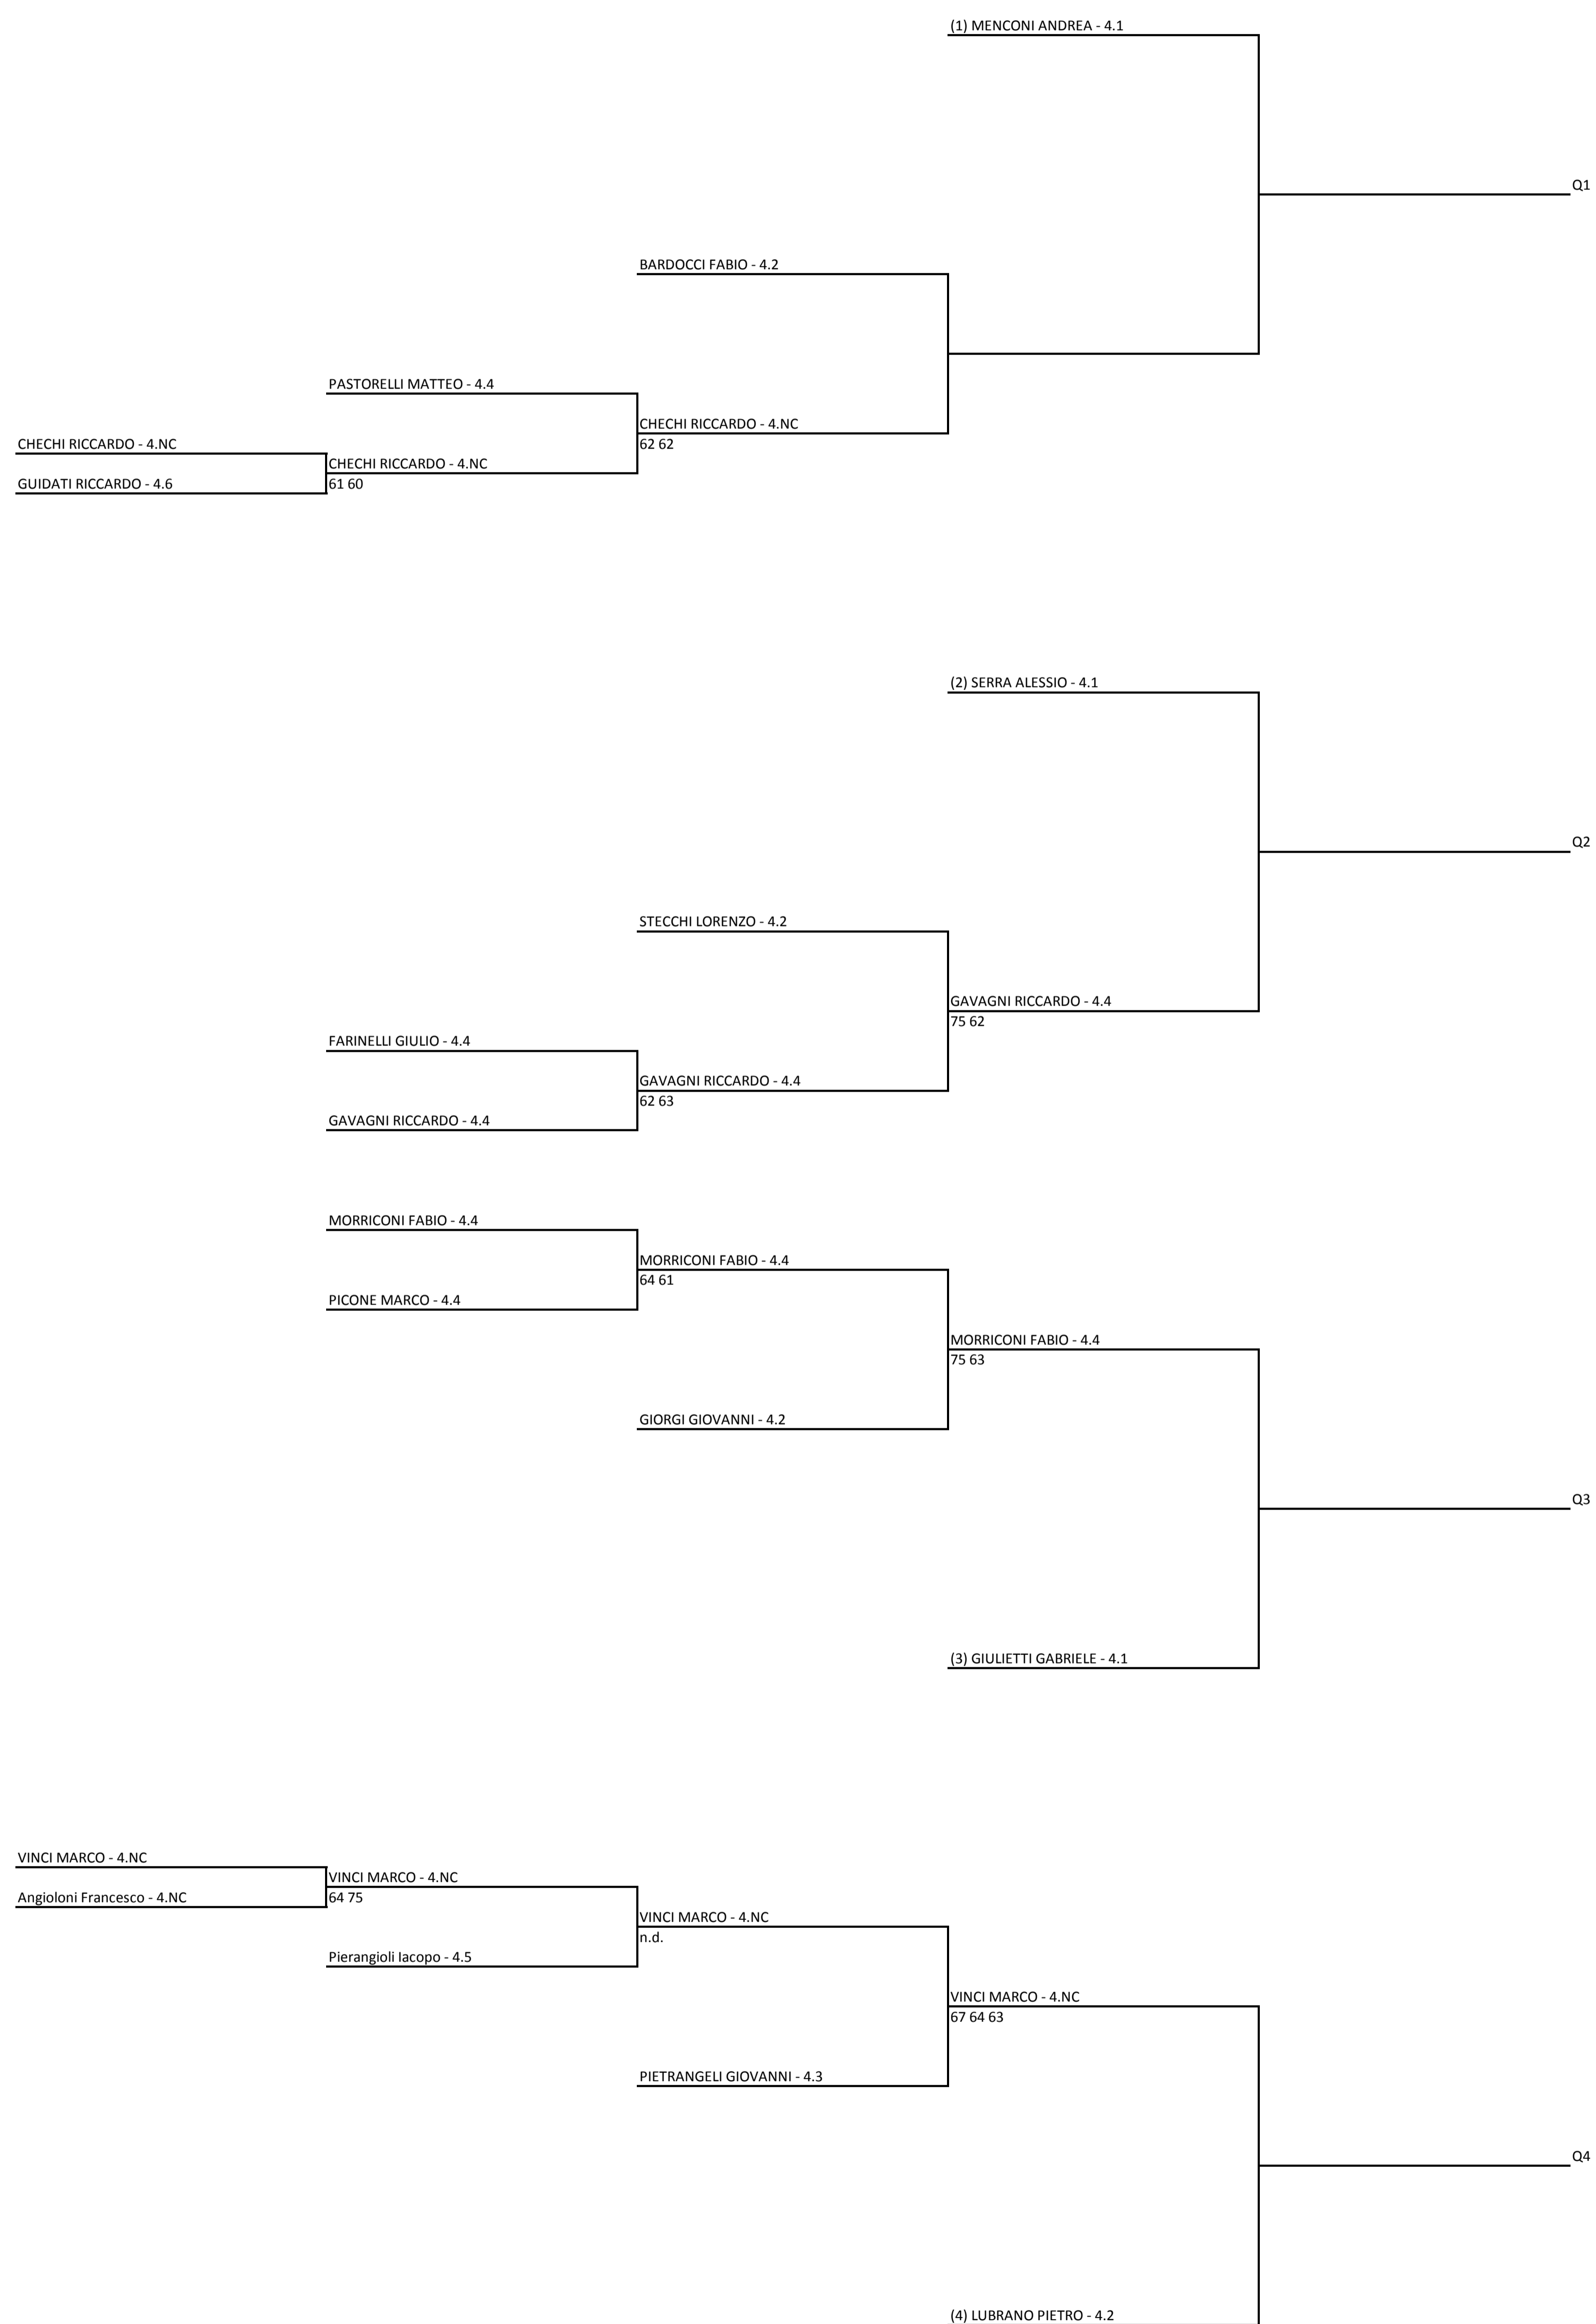 (1) MENCONI ANDREA - 4.1
Q1
BARDOCCI FABIO - 4.2
PASTORELLI MATTEO - 4.4
CHECHI RICCARDO - 4.NC
62 62
CHECHI RICCARDO - 4.NC
CHECHI RICCARDO - 4.NC
61 60
GUIDATI RICCARDO - 4.6
(2) SERRA ALESSIO - 4.1
Q2
STECCHI LORENZO - 4.2
GAVAGNI RICCARDO - 4.4
75 62
FARINELLI GIULIO - 4.4
GAVAGNI RICCARDO - 4.4
62 63
GAVAGNI RICCARDO - 4.4
MORRICONI FABIO - 4.4
MORRICONI FABIO - 4.4
64 61
PICONE MARCO - 4.4
MORRICONI FABIO - 4.4
75 63
GIORGI GIOVANNI - 4.2
Q3
(3) GIULIETTI GABRIELE - 4.1
VINCI MARCO - 4.NC
VINCI MARCO - 4.NC
64 75
Angioloni Francesco - 4.NC
VINCI MARCO - 4.NC
n.d.
Pierangioli Iacopo - 4.5
VINCI MARCO - 4.NC
67 64 63
PIETRANGELI GIOVANNI - 4.3
Q4
(4) LUBRANO PIETRO - 4.2